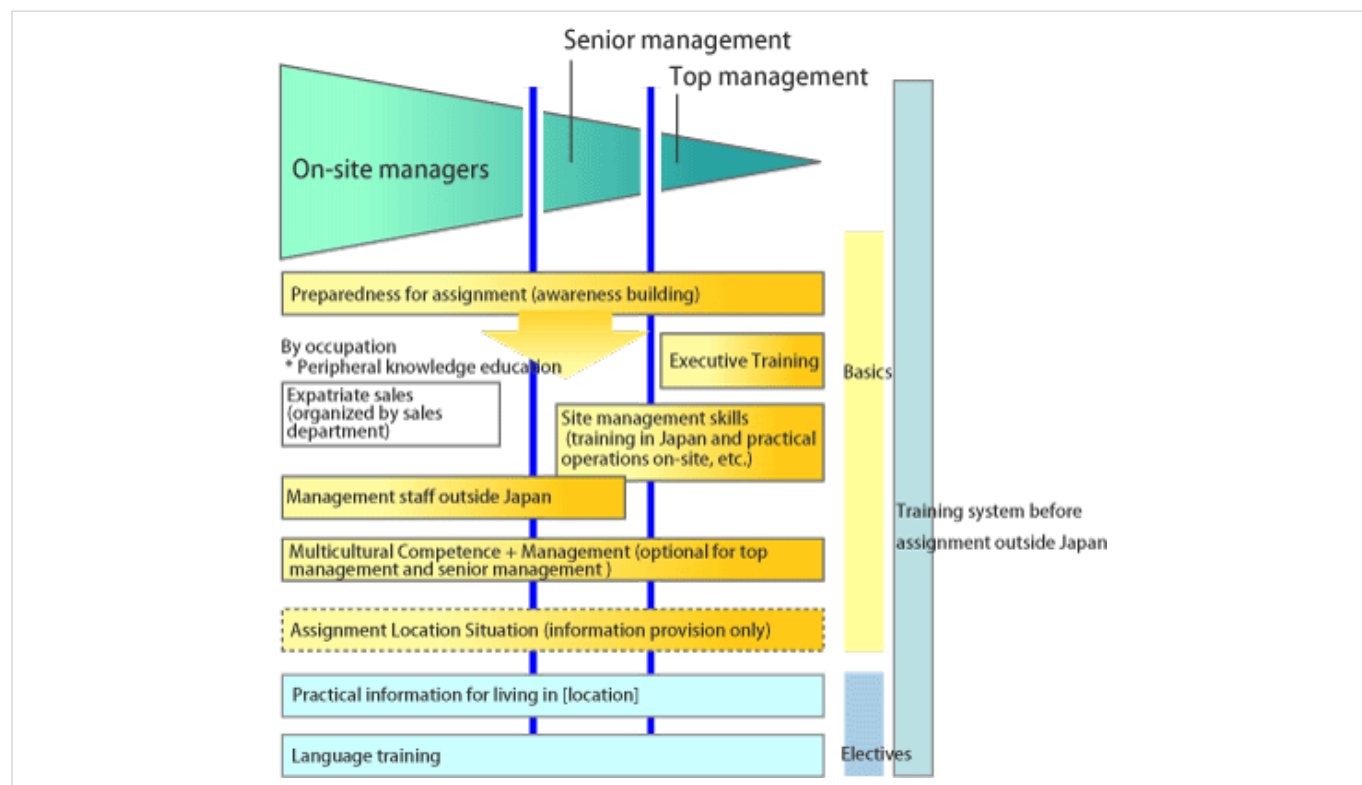 Senior management
Top management
On-site managers
Preparedness for assignment (awareness building)
By occupation
* Peripheral knowledge education
Executive Training
Basics
Expatriate sales
(organized by sales
department)
Site management skills
(training in Japan and practical
operations on-site, etc.)
Management staff outside Japan
Training system before
assignment outside Japan
Multicultural Competence + Management (optional for top
management and senior management )
Assignment Location Situation (information provision only)
Practical information for living in [location]
Language training
Electives